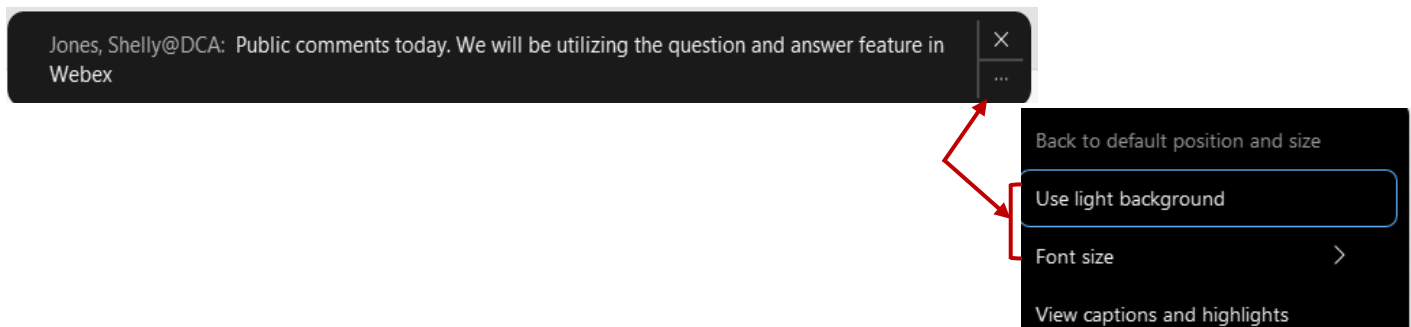 Jones, Shelly@DCA: Public comments today. We will be utilizing the question and answer feature in
Webex
Back to default position and size
Use light background
Font size
View captions and highlights